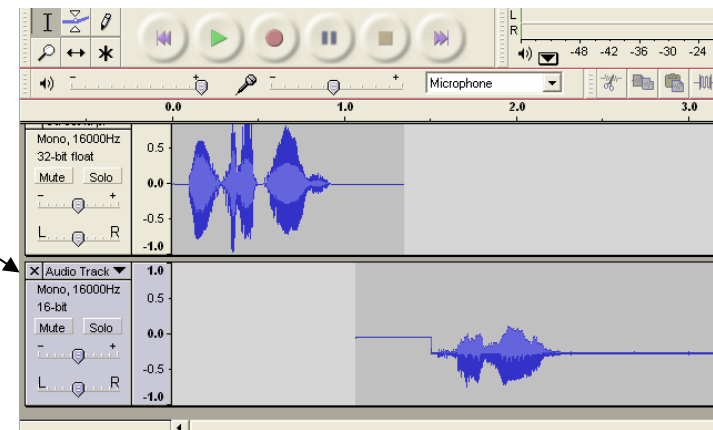 L
R
-48 -42 -36 -30 -24
Microphone
0.0 1.0 2.0 3.0
Mono, 16000Hz
32-bit float
Mute Solo
- +
L R
0.5
0.0
-0.5
-1.0
X Audio Track
Mono, 16000Hz
16-bit
Mute Solo
- +
L R
1.0
0.5
0.0
-0.5
-1.0